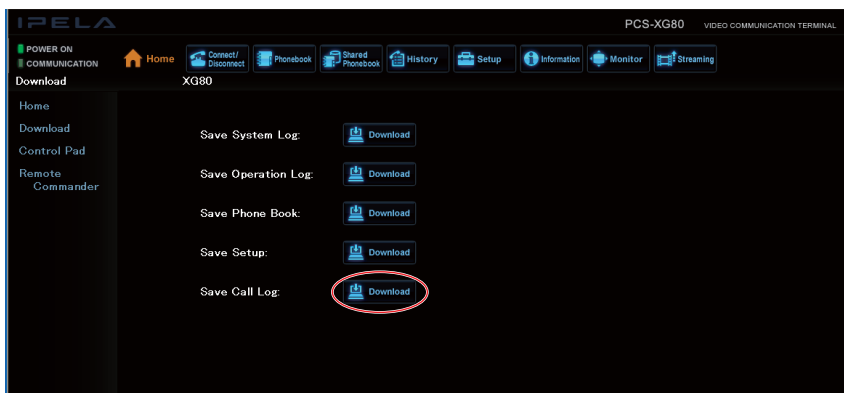 IPELA
PCS-XG80 VIDEO COMMUNICATION TERMINAL
POWER ON
COMMUNICATION
Home
Connect/
Disconnect
Phonebook
Shared
Phonebook
History
Setup
Information
Monitor
Streaming
Download
XG80
Home
Download
Control Pad
Remote
Commander
Save System Log: Download
Save Operation Log: Download
Save Phone Book: Download
Save Setup: Download
Save Call Log: Download